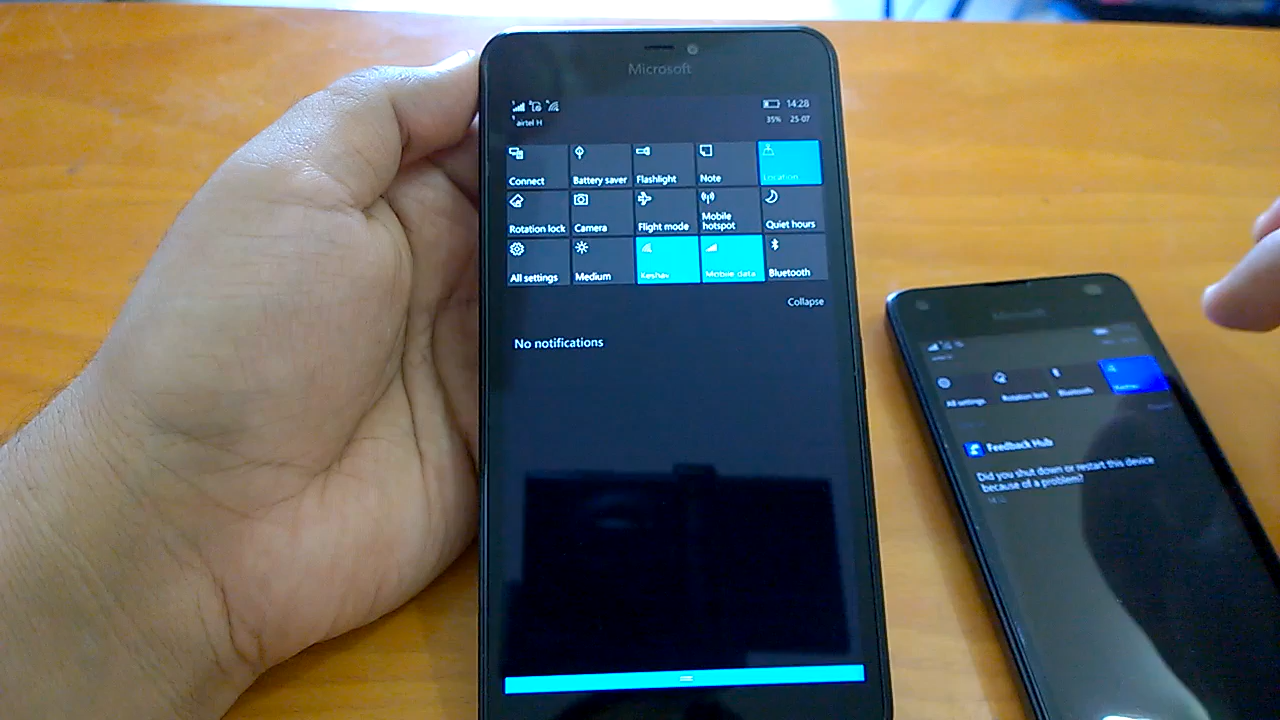 Microsoft
14:28
airtel H
35% 25-07
Connect
Battery saver
Flashlight
Note
Location
Rotation lock
Camera
Flight mode
Mobile hotspot
Quiet hours
All settings
Medium
Keshav
Mobile data
Bluetooth
Collapse
No notifications
Microsoft
All settings
Rotation lock
Bluetooth
Keshav
Feedback Hub
Did you shut down or restart this device
because of a problem?